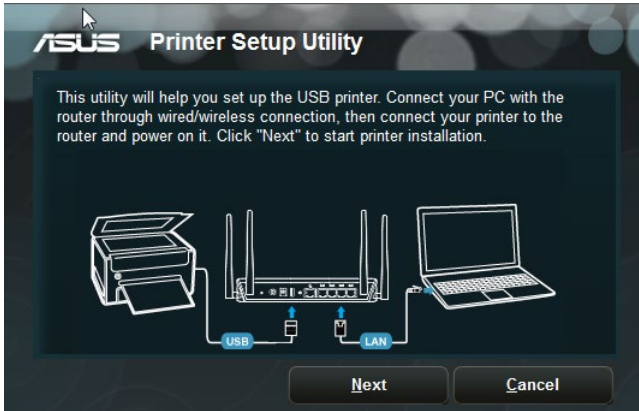 ASUS Printer Setup Utility
This utility will help you set up the USB printer. Connect your PC with the
router through wired/wireless connection, then connect your printer to the
router and power on it. Click "Next" to start printer installation.
USB
LAN
Next
Cancel